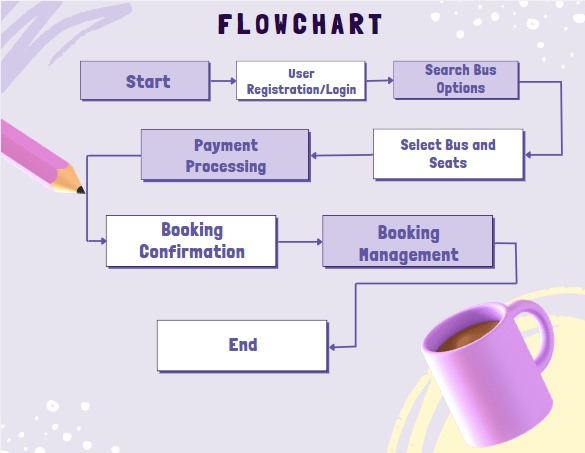 FLOWCHART
Start
User
Registration/Login
Search Bus
Options
Select Bus and
Seats
Payment
Processing
Booking
Confirmation
Booking
Management
End